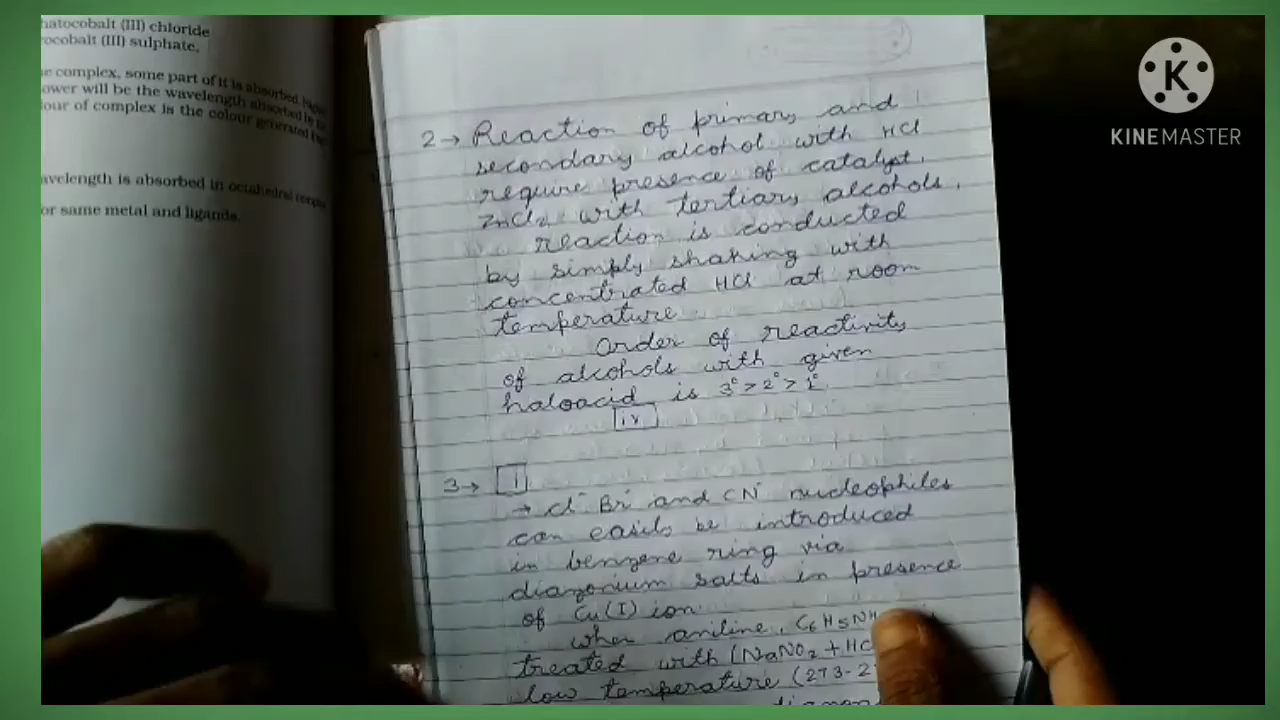 hatocobalt (III) chloride
ocobalt (III) sulphate.
e complex, some part of it is absorbed.
ower will be the wavelength absorbed by
our of complex is the colour generated
avelength is absorbed in octahedral comple
or same metal and ligands.
KINEMASTER
2→ Reaction of primary and
secondary alcohol with HCl
require presence of catalyst.
ZnCl2 with tertiary alcohols.
reaction is conducted
by simply shaking with
concentrated HCl at room
temperature
Order of reactivity
of alcohols with given
haloacid is 3° > 2° > 1°
iv
3→ i
→ Cl⁻ Br⁻ and CN⁻ nucleophiles
can easily be introduced
in benzene ring via
diazonium salts in presence
of Cu(I) ion
when aniline, C6H5NH
treated with (NaNO2 + HC
low temperature (273-2